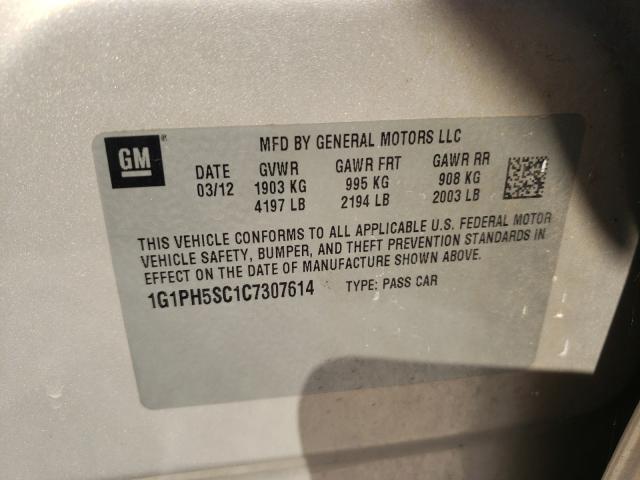 GM
MFD BY GENERAL MOTORS LLC
DATE GVWR GAWR FRT GAWR RR
03/12 1903 KG 995 KG 908 KG
4197 LB 2194 LB 2003 LB
THIS VEHICLE CONFORMS TO ALL APPLICABLE U.S. FEDERAL MOTOR
VEHICLE SAFETY, BUMPER, AND THEFT PREVENTION STANDARDS IN
EFFECT ON THE DATE OF MANUFACTURE SHOWN ABOVE.
1G1PH5SC1C7307614 TYPE: PASS CAR